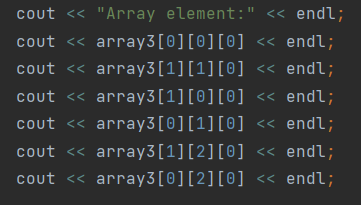 cout << "Array element:" << endl;
cout << array3[0][0][0] << endl;
cout << array3[1][1][0] << endl;
cout << array3[1][0][0] << endl;
cout << array3[0][1][0] << endl;
cout << array3[1][2][0] << endl;
cout << array3[0][2][0] << endl;